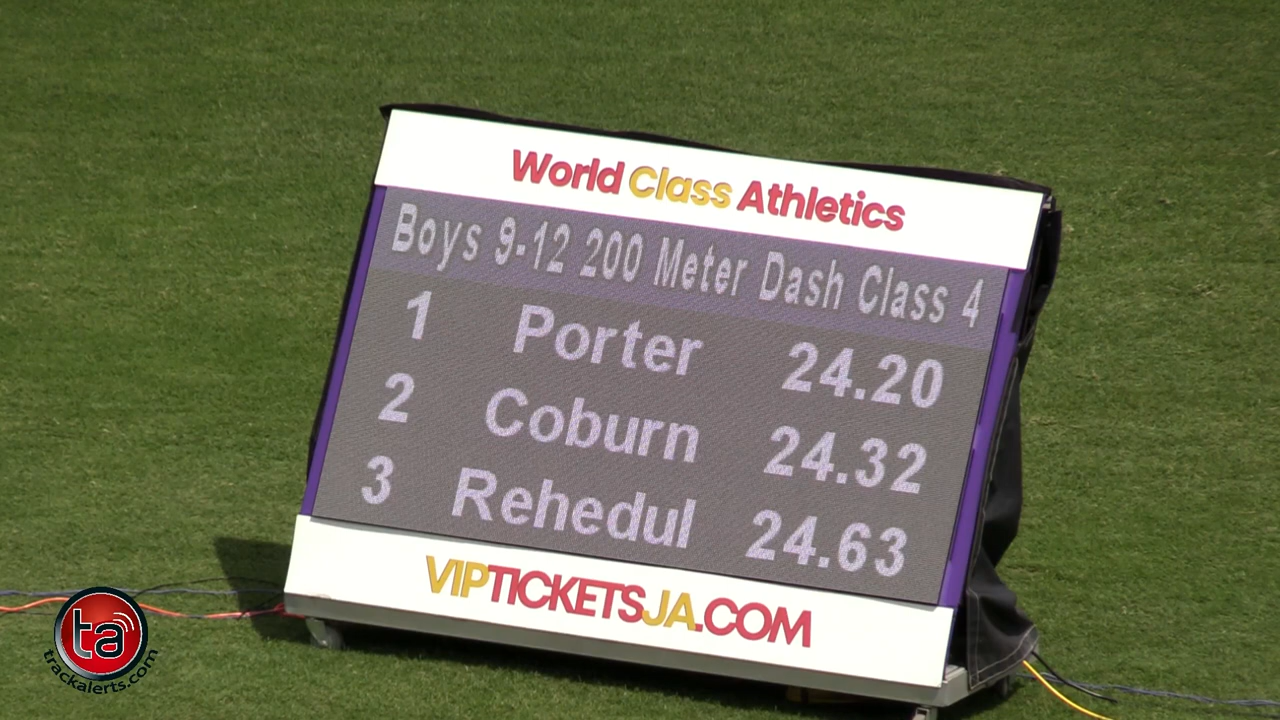 World Class Athletics
Boys 9-12 200 Meter Dash Class 4
1 Porter 24.20
2 Coburn 24.32
3 Rehedul 24.63
VIPTICKETSJA.COM
ta
trackalerts.com